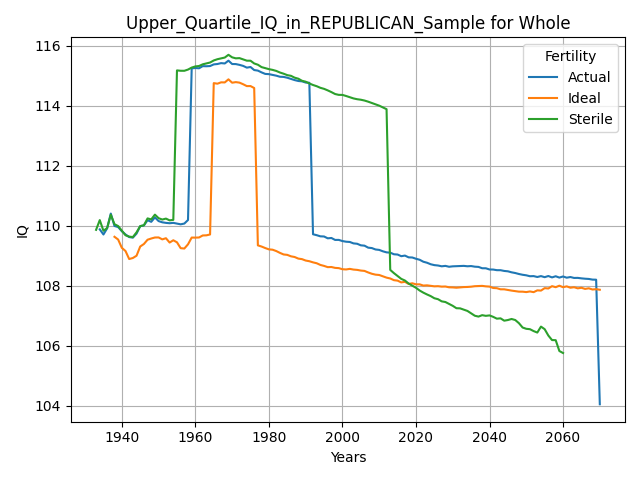 Upper_Quartile_IQ_in_REPUBLICAN_Sample for Whole
Fertility
Actual
Ideal
Sterile
IQ
116
114
112
110
108
106
104
1940
1960
1980
2000
2020
2040
2060
Years